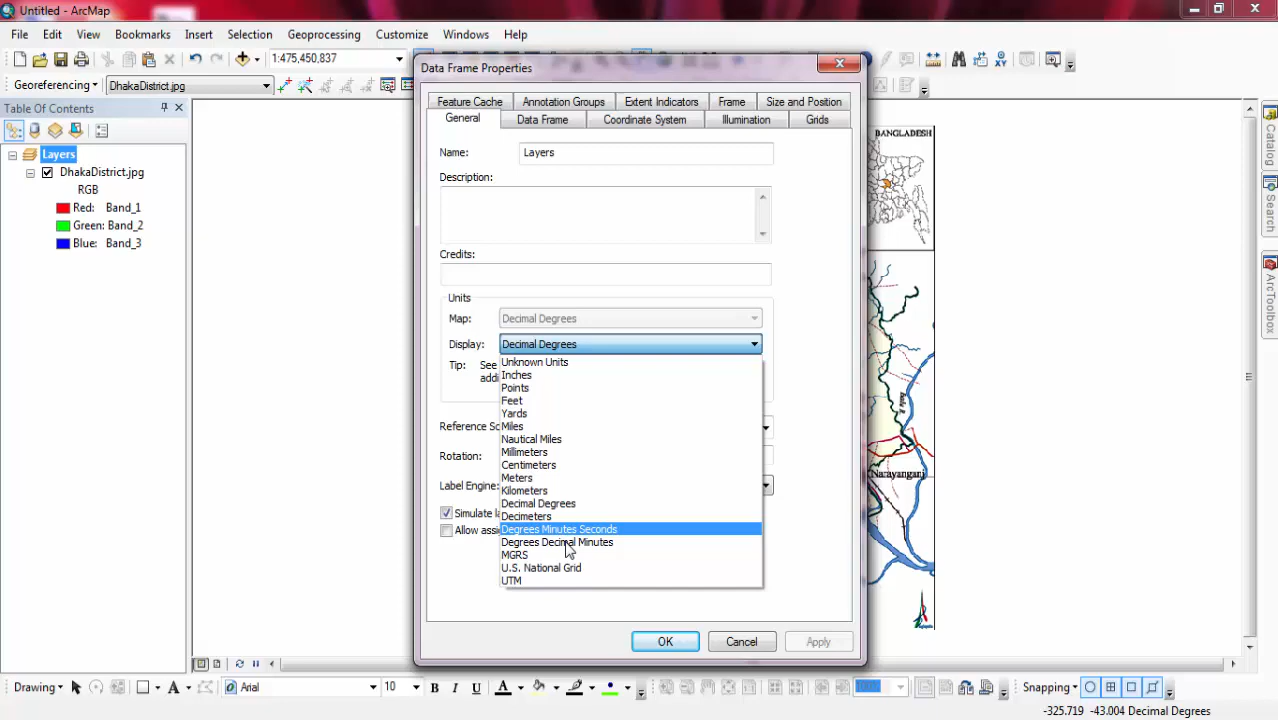 Untitled - ArcMap
File Edit View Bookmarks Insert Selection Geoprocessing Customize Windows Help
1:475,450,837
Georeferencing DhakaDistrict.jpg
Table Of Contents
Layers
DhakaDistrict.jpg
RGB
Red: Band_1
Green: Band_2
Blue: Band_3
Data Frame Properties
Feature Cache Annotation Groups Extent Indicators Frame Size and Position
General Data Frame Coordinate System Illumination Grids
Name: Layers
Description:
Credits:
Units
Map: Decimal Degrees
Display: Decimal Degrees
Tip: See
addi
Unknown Units
Inches
Points
Feet
Yards
Miles
Nautical Miles
Millimeters
Centimeters
Meters
Kilometers
Decimal Degrees
Decimeters
Degrees Minutes Seconds
Degrees Decimal Minutes
MGRS
U.S. National Grid
UTM
Reference Sc
Rotation:
Label Engine:
Simulate la
Allow assi
OK Cancel Apply
BANGLADESH
Narayanganj
Catalog
Search
ArcToolbox
Drawing Arial 10 B I U A Snapping
-325.719 -43.004 Decimal Degrees